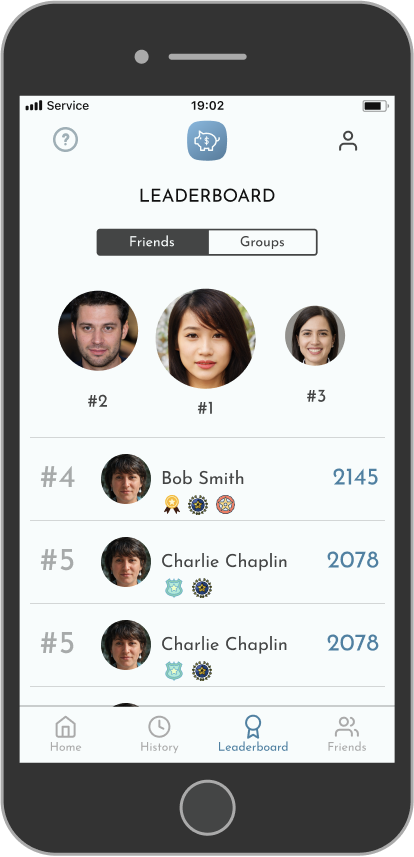 Service 19:02
?
$
LEADERBOARD
Friends Groups
#2 #1 #3
#4 Bob Smith 2145
#5 Charlie Chaplin 2078
#5 Charlie Chaplin 2078
Home History Leaderboard Friends